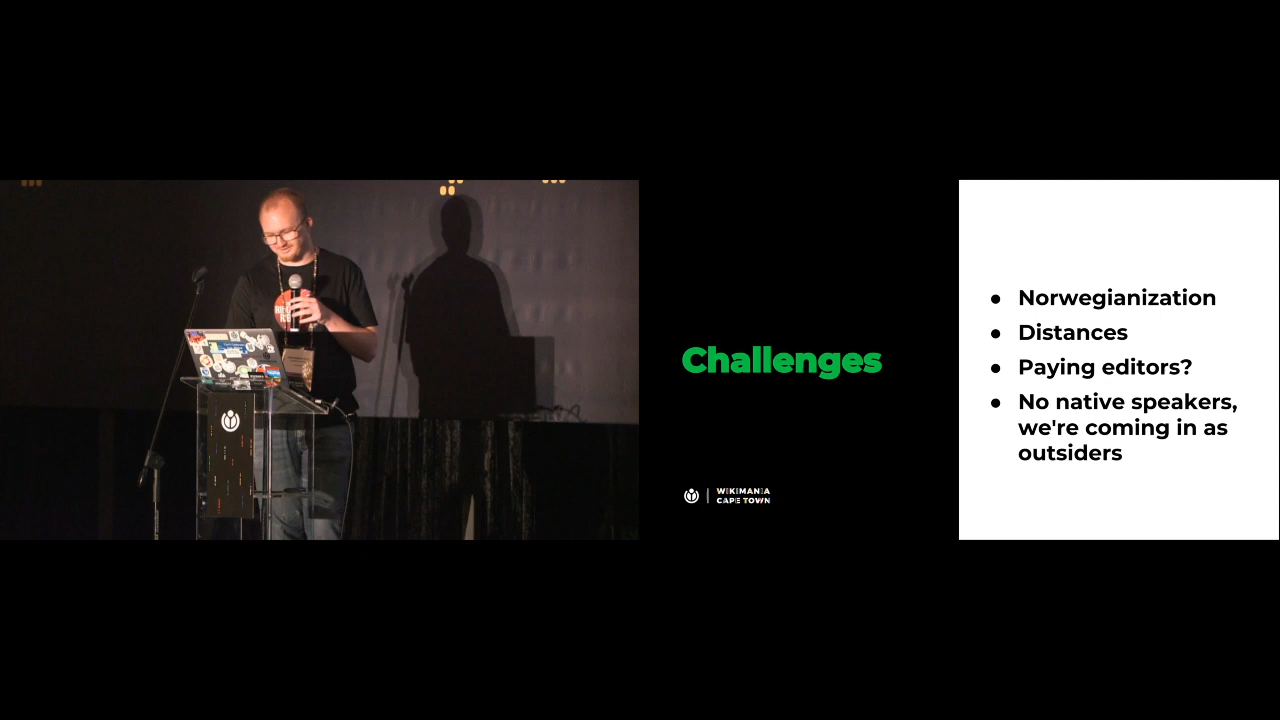 Challenges
WIKIMANIA
CAPE TOWN
● Norwegianization
● Distances
● Paying editors?
● No native speakers,
we're coming in as
outsiders